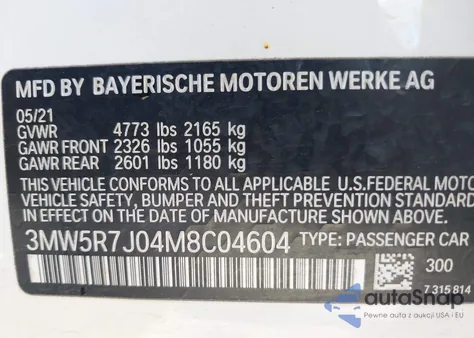 MFD BY BAYERISCHE MOTOREN WERKE AG
05/21
GVWR 4773 lbs 2165 kg
GAWR FRONT 2326 lbs 1055 kg
GAWR REAR 2601 lbs 1180 kg
THIS VEHICLE CONFORMS TO ALL APPLICABLE U.S.FEDERAL MOTOR
VEHICLE SAFETY, BUMPER AND THEFT PREVENTION STANDARD
IN EFFECT ON THE DATE OF MANUFACTURE SHOWN ABOVE.
3MW5R7J04M8C04604 TYPE: PASSENGER CAR
300
7 315 814
autoSnap
Pewne auta z aukcji USA i EU